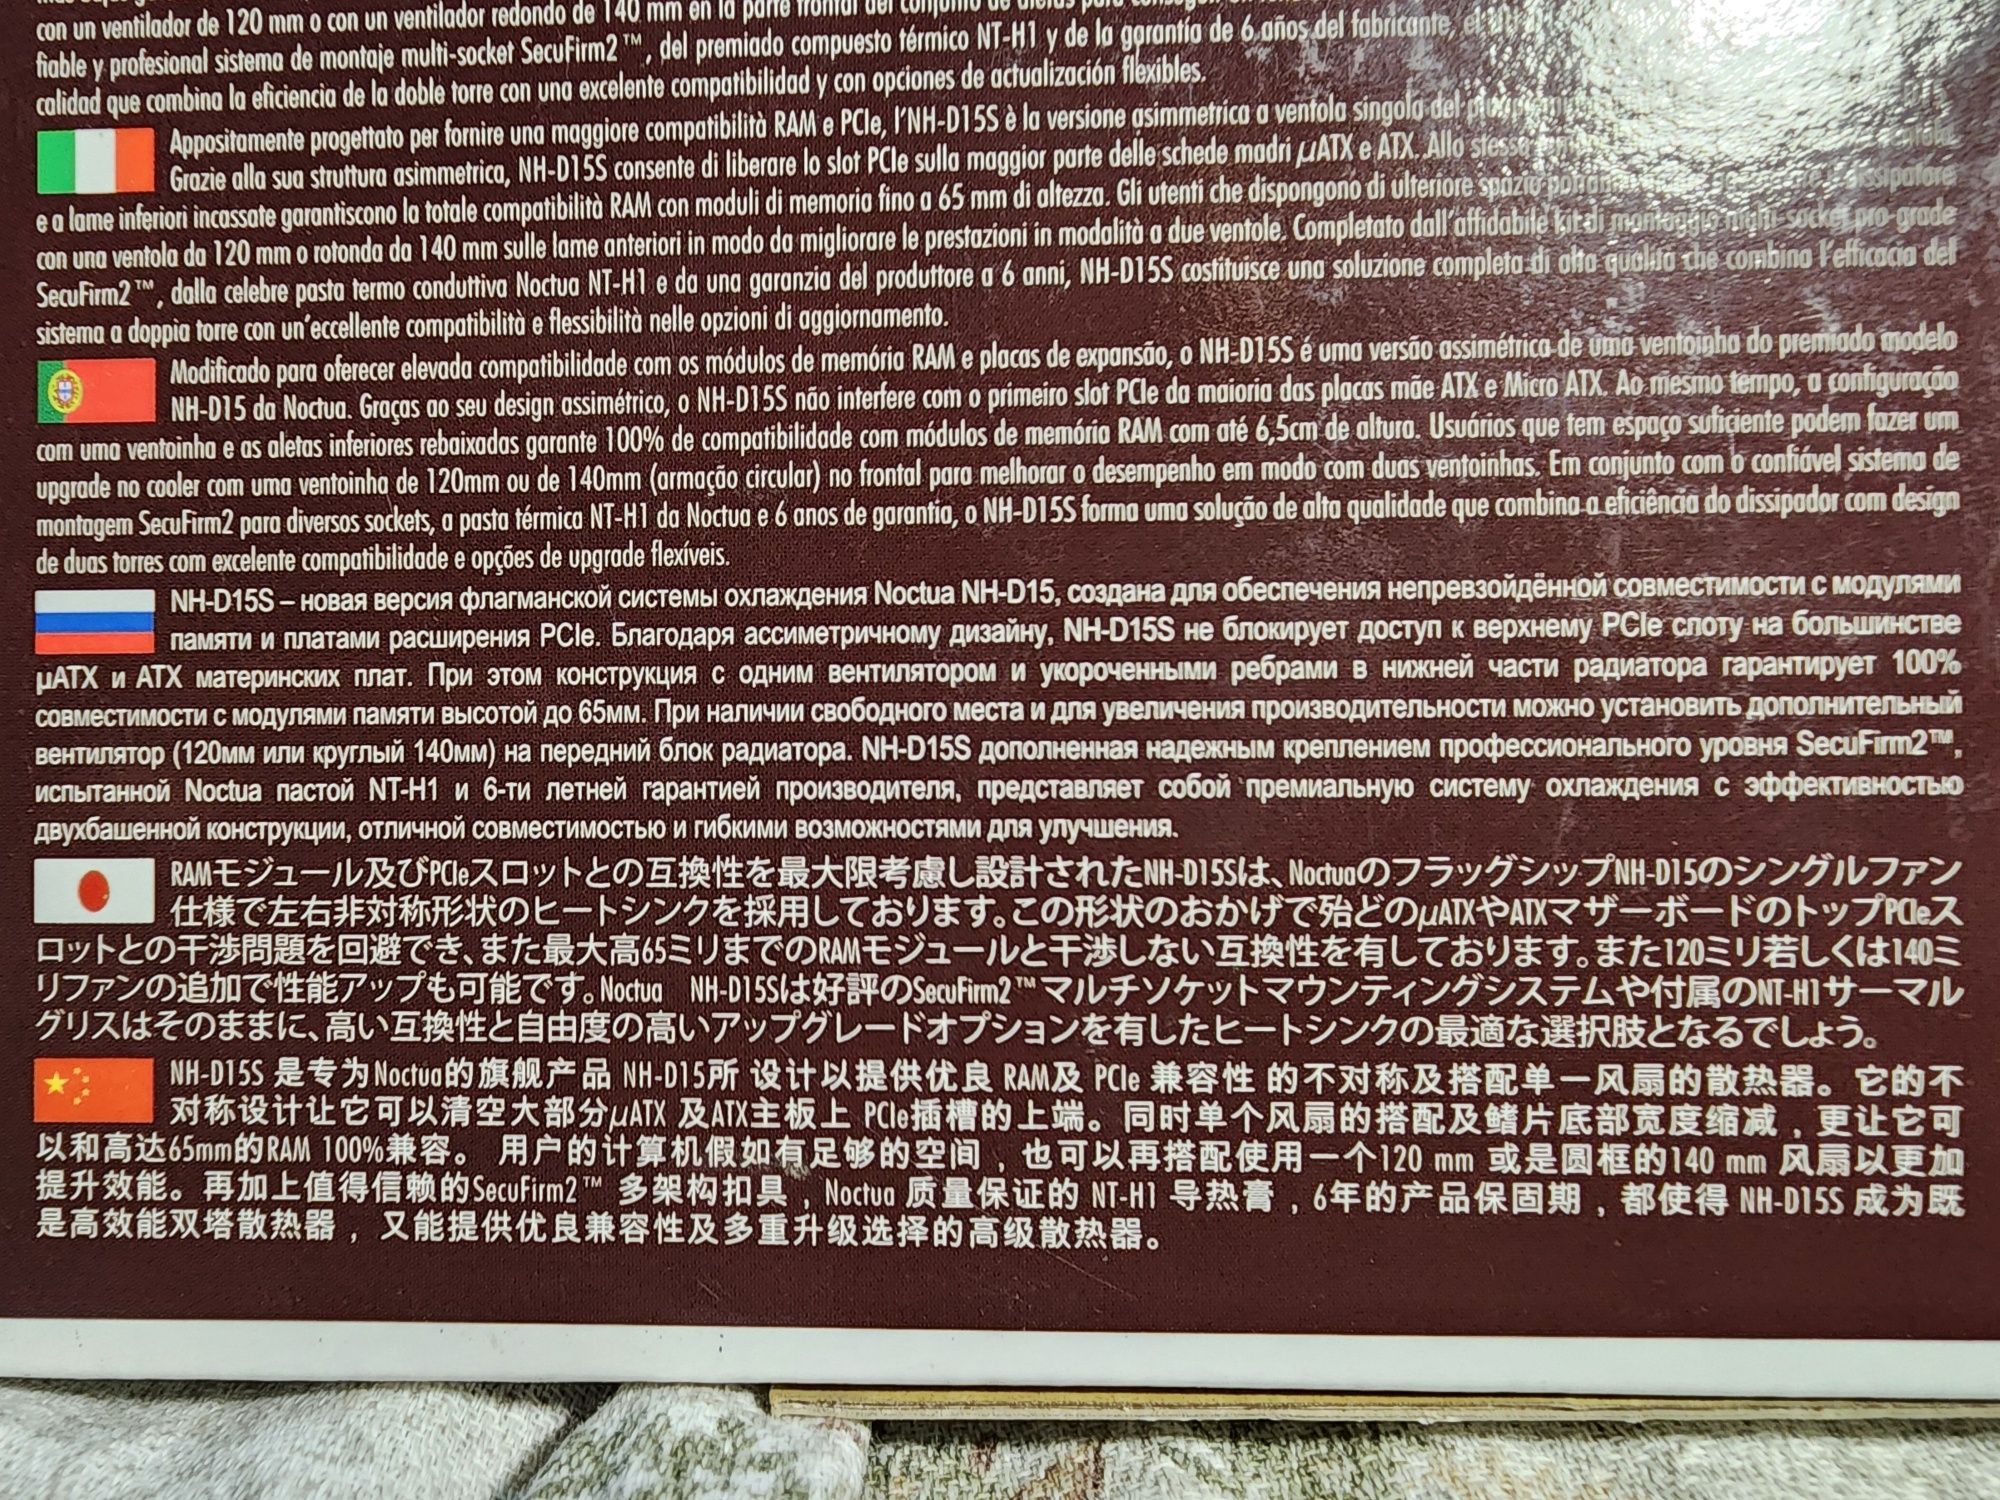 con un ventilador de 120 mm o con un ventilador redondo de 140 mm en la parte frontal del conjunto de aletas para
fiable y profesional sistema de montaje multi-socket SecuFirm2™, del premiado compuesto térmico NT-H1 y de la garantía de 6 años del fabricante, el
calidad que combina la eficiencia de la doble torre con una excelente compatibilidad y con opciones de actualización flexibles.
Appositamente progettato per fornire una maggiore compatibilità RAM e PCIe, l'NH-D15S è la versione asimmetrica a ventola singola del
Grazie alla sua struttura asimmetrica, NH-D15S consente di liberare lo slot PCIe sulla maggior parte delle schede madri µATX e ATX. Allo stesso
e a lame inferiori incassate garantiscono la totale compatibilità RAM con moduli di memoria fino a 65 mm di altezza. Gli utenti che dispongono di ulteriore spazio dissipatore
con una ventola da 120 mm o rotonda da 140 mm sulle lame anteriori in modo da migliorare le prestazioni in modalità a due ventole. Completato dall'affidabile kit di montaggio multi-socket pro-grade
SecuFirm2™, dalla celebre pasta termo conduttiva Noctua NT-H1 e da una garanzia del produttore a 6 anni, NH-D15S costituisce una soluzione completa di alta qualità che combina l'efficacia del
sistema a doppia torre con un'eccellente compatibilità e flessibilità nelle opzioni di aggiornamento.
Modificado para oferecer elevada compatibilidade com os módulos de memória RAM e placas de expansão, o NH-D15S é uma versão assimétrica de uma ventoinha do premiado modelo
NH-D15 da Noctua. Graças ao seu design assimétrico, o NH-D15S não interfere com o primeiro slot PCIe da maioria das placas mãe ATX e Micro ATX. Ao mesmo tempo, a configuração
com uma ventoinha e as aletas inferiores rebaixadas garante 100% de compatibilidade com módulos de memória RAM com até 6,5cm de altura. Usuários que tem espaço suficiente podem fazer um
upgrade no cooler com uma ventoinha de 120mm ou de 140mm (armação circular) no frontal para melhorar o desempenho em modo com duas ventoinhas. Em conjunto com o confiável sistema de
montagem SecuFirm2 para diversos sockets, a pasta térmica NT-H1 da Noctua e 6 anos de garantia, o NH-D15S forma uma solução de alta qualidade que combina a eficiência do dissipador com design
de duas torres com excelente compatibilidade e opções de upgrade flexíveis.
NH-D15S – новая версия флагманской системы охлаждения Noctua NH-D15, создана для обеспечения непревзойдённой совместимости с модулями
памяти и платами расширения PCIe. Благодаря ассиметричному дизайну, NH-D15S не блокирует доступ к верхнему PCIe слоту на большинстве
µATX и ATX материнских плат. При этом конструкция с одним вентилятором и укороченными ребрами в нижней части радиатора гарантирует 100%
совместимости с модулями памяти высотой до 65мм. При наличии свободного места и для увеличения производительности можно установить дополнительный
вентилятор (120мм или круглый 140мм) на передний блок радиатора. NH-D15S дополненная надежным креплением профессионального уровня SecuFirm2™,
испытанной Noctua пастой NT-H1 и 6-ти летней гарантией производителя, представляет собой премиальную систему охлаждения с эффективностью
двухбашенной конструкции, отличной совместимостью и гибкими возможностями для улучшения.
RAMモジュール及びPCIeスロットとの互換性を最大限考慮し設計されたNH-D15Sは、NoctuaのフラッグシップNH-D15のシングルファン
仕様で左右非対称形状のヒートシンクを採用しております。この形状のおかげで殆どのµATXやATXマザーボードのトップPCIeス
ロットとの干渉問題を回避でき、また最大高65ミリまでのRAMモジュールと干渉しない互換性を有しております。また120ミリ若しくは140ミ
リファンの追加で性能アップも可能です。Noctua NH-D15Sは好評のSecuFirm2™マルチソケットマウンティングシステムや付属のNT-H1サーマル
グリスはそのままに、高い互換性と自由度の高いアップグレードオプションを有したヒートシンクの最適な選択肢となるでしょう。
NH-D15S 是专为Noctua的旗舰产品 NH-D15所 设计以提供优良 RAM及 PCIe 兼容性 的不对称及搭配单一风扇的散热器。它的不
对称设计让它可以清空大部分µATX 及ATX主板上 PCIe插槽的上端。同时单个风扇的搭配及鳍片底部宽度缩减，更让它可
以和高达65mm的RAM 100%兼容。 用户的计算机假如有足够的空间，也可以再搭配使用一个120 mm 或是圆框的140 mm 风扇以更加
提升效能。再加上值得信赖的SecuFirm2™ 多架构扣具，Noctua 质量保证的 NT-H1 导热膏，6年的产品保固期，都使得 NH-D15S 成为既
是高效能双塔散热器，又能提供优良兼容性及多重升级选择的高级散热器。